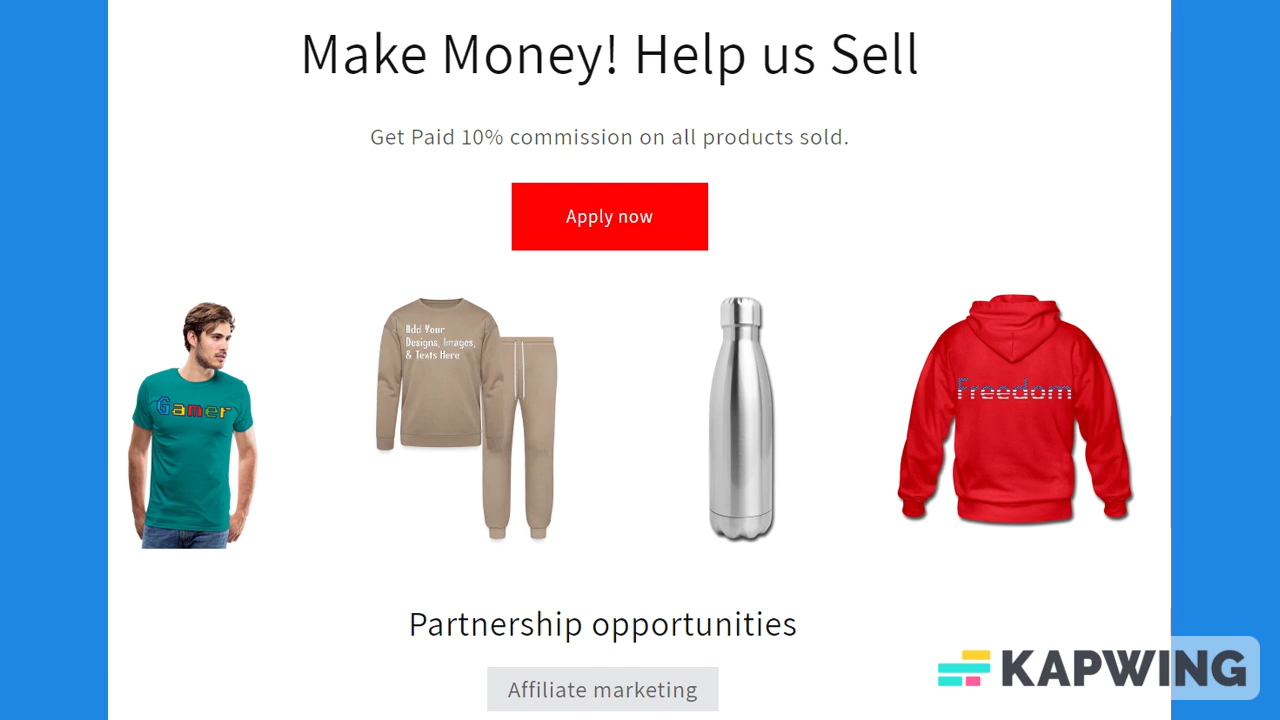 Make Money! Help us Sell
Get Paid 10% commission on all products sold.
Apply now
Gamer
Add Your
Designs, Images,
& Texts Here
Freedom
Partnership opportunities
Affiliate marketing
KAPWING